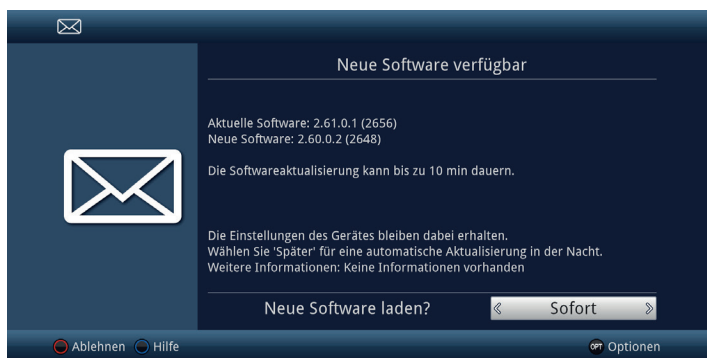 Neue Software verfügbar
Aktuelle Software: 2.61.0.1 (2656)
Neue Software: 2.60.0.2 (2648)
Die Softwareaktualisierung kann bis zu 10 min dauern.
Die Einstellungen des Gerätes bleiben dabei erhalten.
Wählen Sie 'Später' für eine automatische Aktualisierung in der Nacht.
Weitere Informationen: Keine Informationen vorhanden
Neue Software laden? « Sofort »
Ablehnen Hilfe OPT Optionen